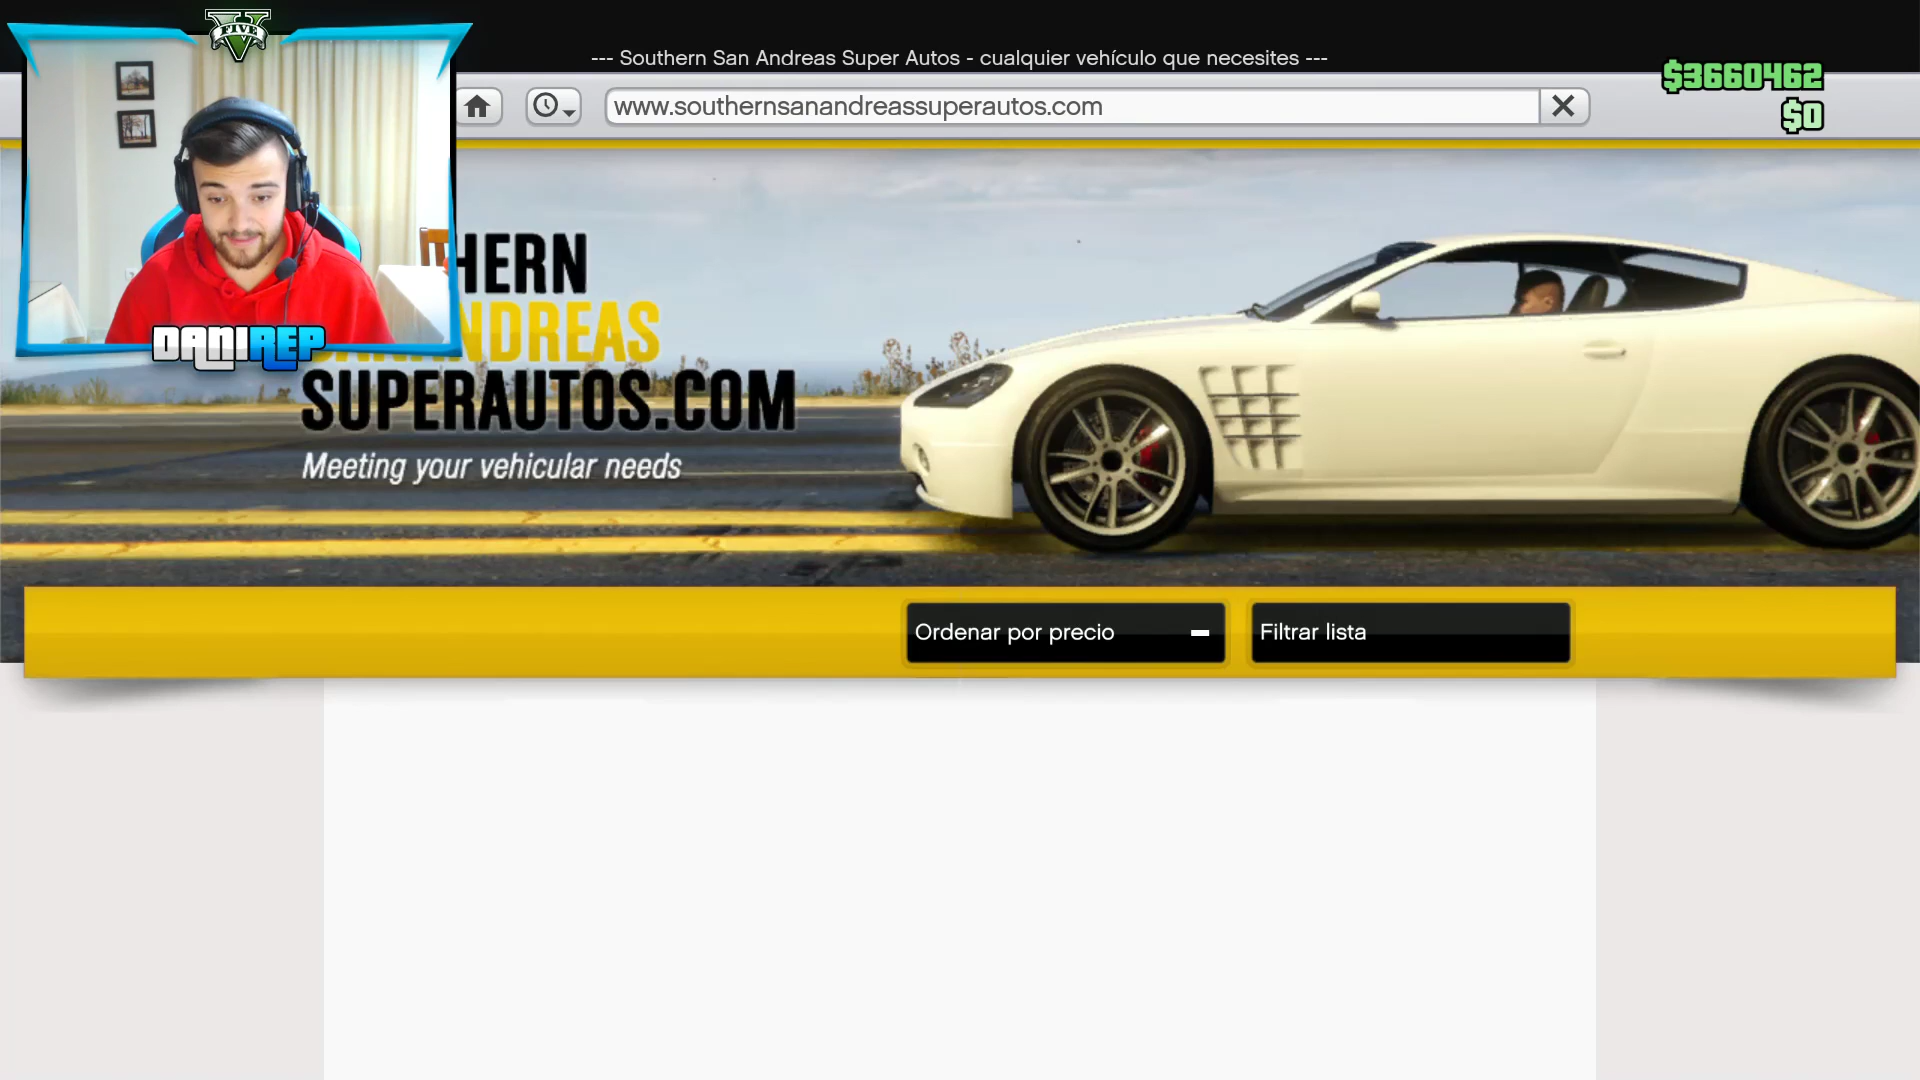 FIVE
--- Southern San Andreas Super Autos - cualquier vehículo que necesites ---
$3660462
www.southernsanandreassuperautos.com
$0
HERN
ANDREAS
DANIREP
SUPERAUTOS.COM
Meeting your vehicular needs
Ordenar por precio
Filtrar lista